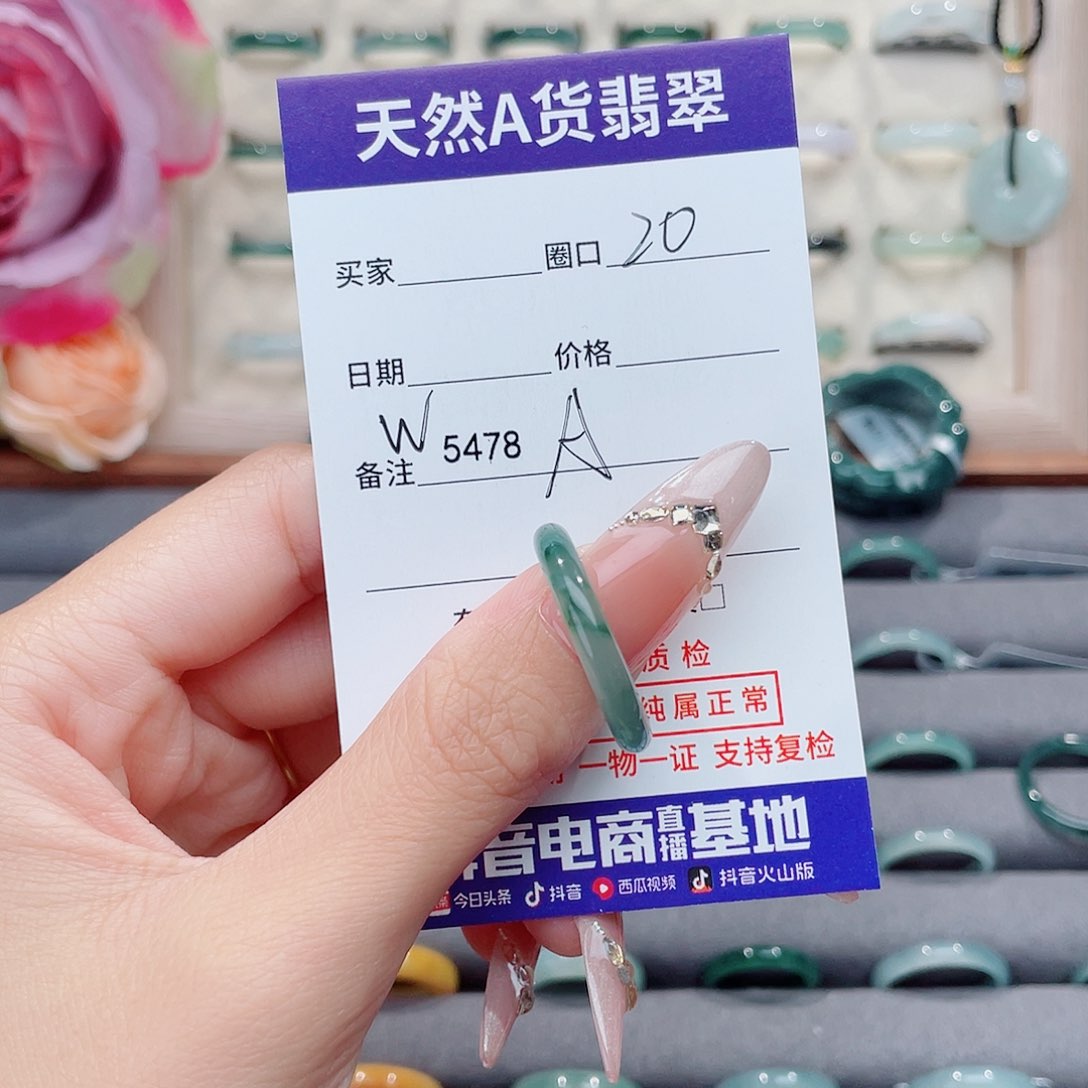 天然A货翡翠
买家 圈口 20
日期 价格
W 5478 A
备注
质检
纯属正常
一物一证 支持复检
音电商直播基地
今日头条 抖音 西瓜视频 抖音火山版